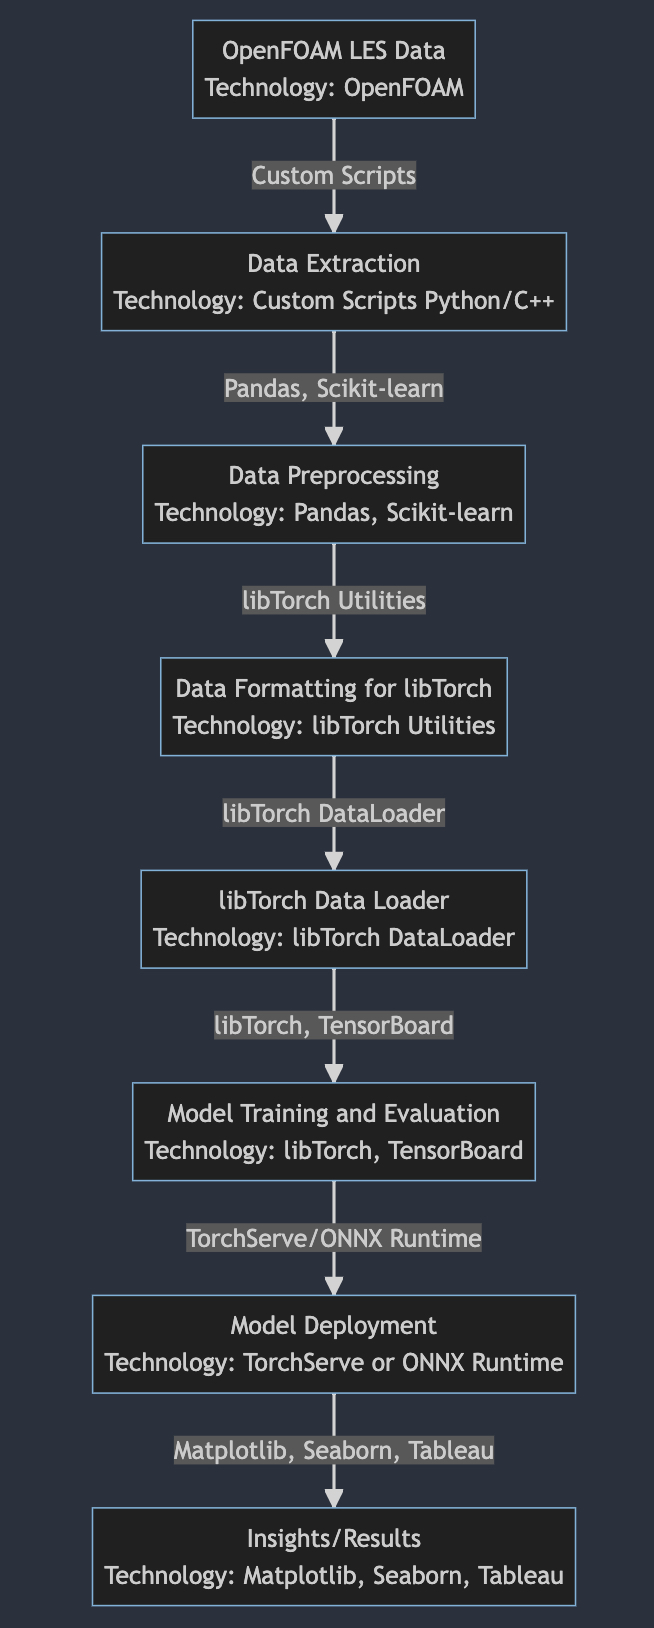 OpenFOAM LES Data
Technology: OpenFOAM
Custom Scripts
Data Extraction
Technology: Custom Scripts Python/C++
Pandas, Scikit-learn
Data Preprocessing
Technology: Pandas, Scikit-learn
libTorch Utilities
Data Formatting for libTorch
Technology: libTorch Utilities
libTorch DataLoader
libTorch Data Loader
Technology: libTorch DataLoader
libTorch, TensorBoard
Model Training and Evaluation
Technology: libTorch, TensorBoard
TorchServe/ONNX Runtime
Model Deployment
Technology: TorchServe or ONNX Runtime
Matplotlib, Seaborn, Tableau
Insights/Results
Technology: Matplotlib, Seaborn, Tableau